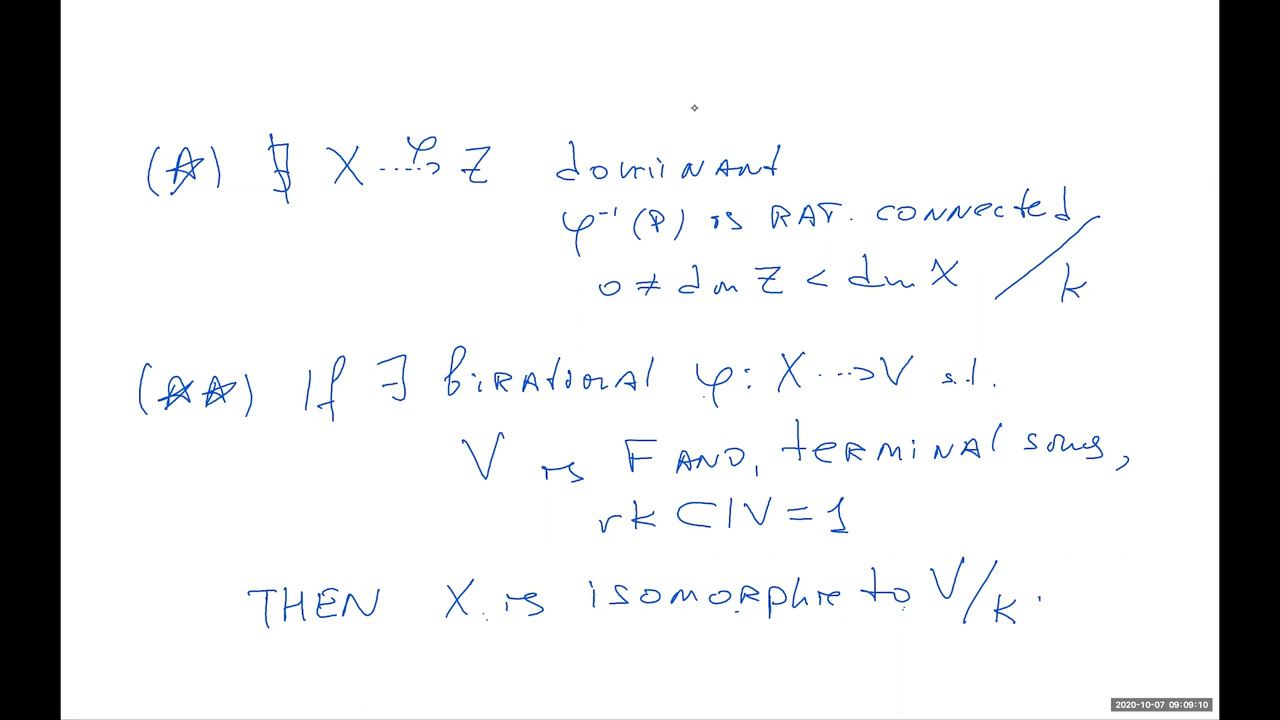 (☆) ∄ X ⇢^φ Z dominant
φ⁻¹(P) is RAT. connected
0 ≠ dim Z < dim X / k
(☆☆) If ∃ birational φ: X ⇢ V s.t.
V is FANO, terminal sings,
rk Cl V = 1
THEN X is isomorphic to V/k.
2020-10-07 09:09:10